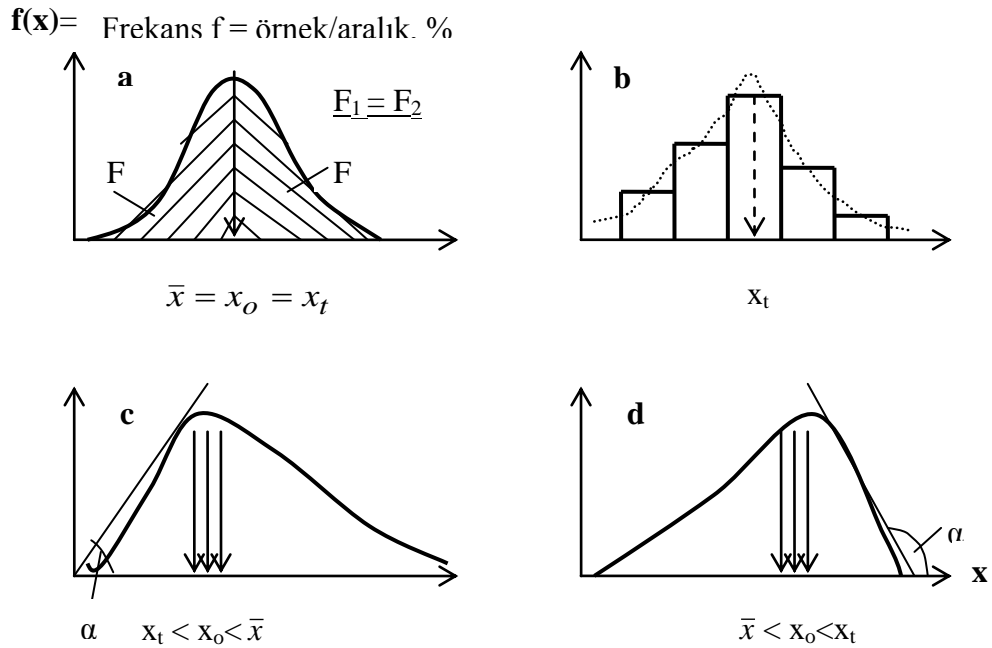 f(x)= Frekans f = örnek/aralık, %
a
F₁ = F₂
F
F
x̄ = xₒ = xₜ
b
xₜ
c
α
xₜ < xₒ< x̄
d
α
x
x̄ < xₒ<xₜ